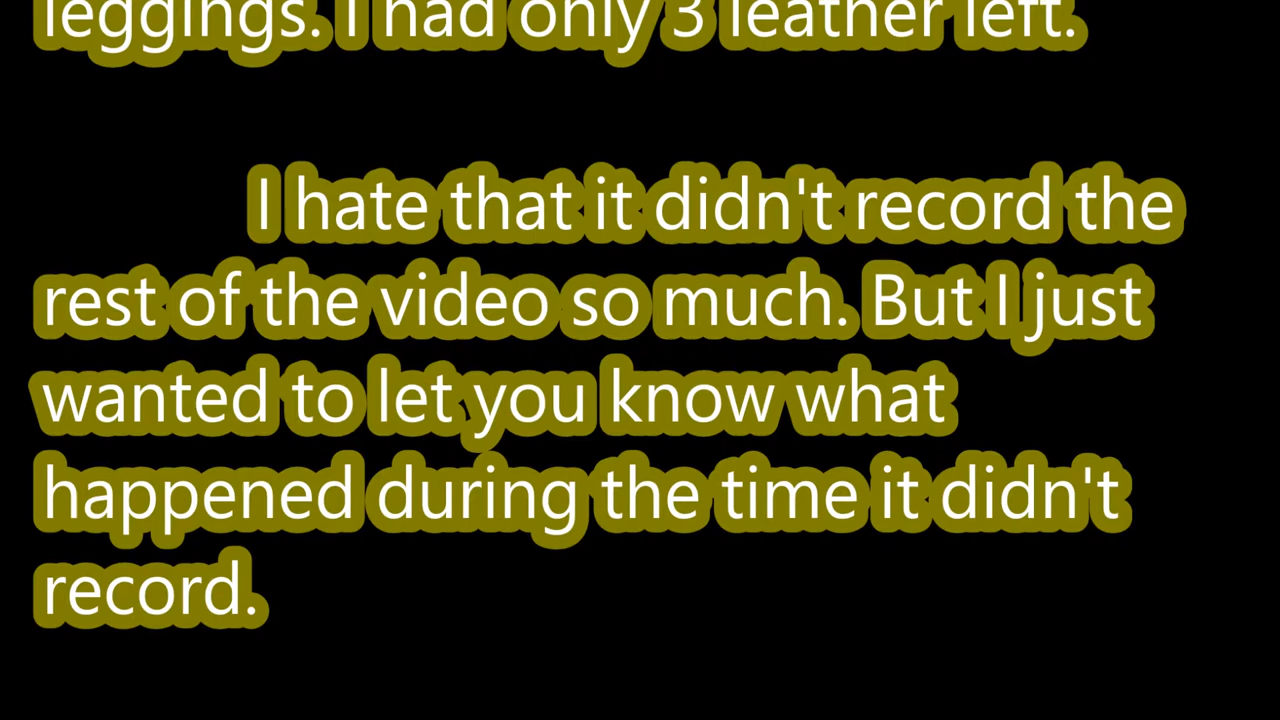 leggings. I had only 3 leather left.
I hate that it didn't record the
rest of the video so much. But I just
wanted to let you know what
happened during the time it didn't
record.